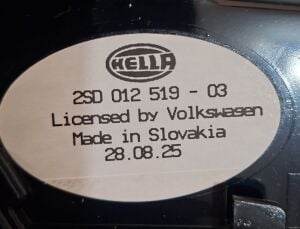 HELLA
2SD 012 519 - 03
Licensed by Volkswagen
Made in Slovakia
28.08.25